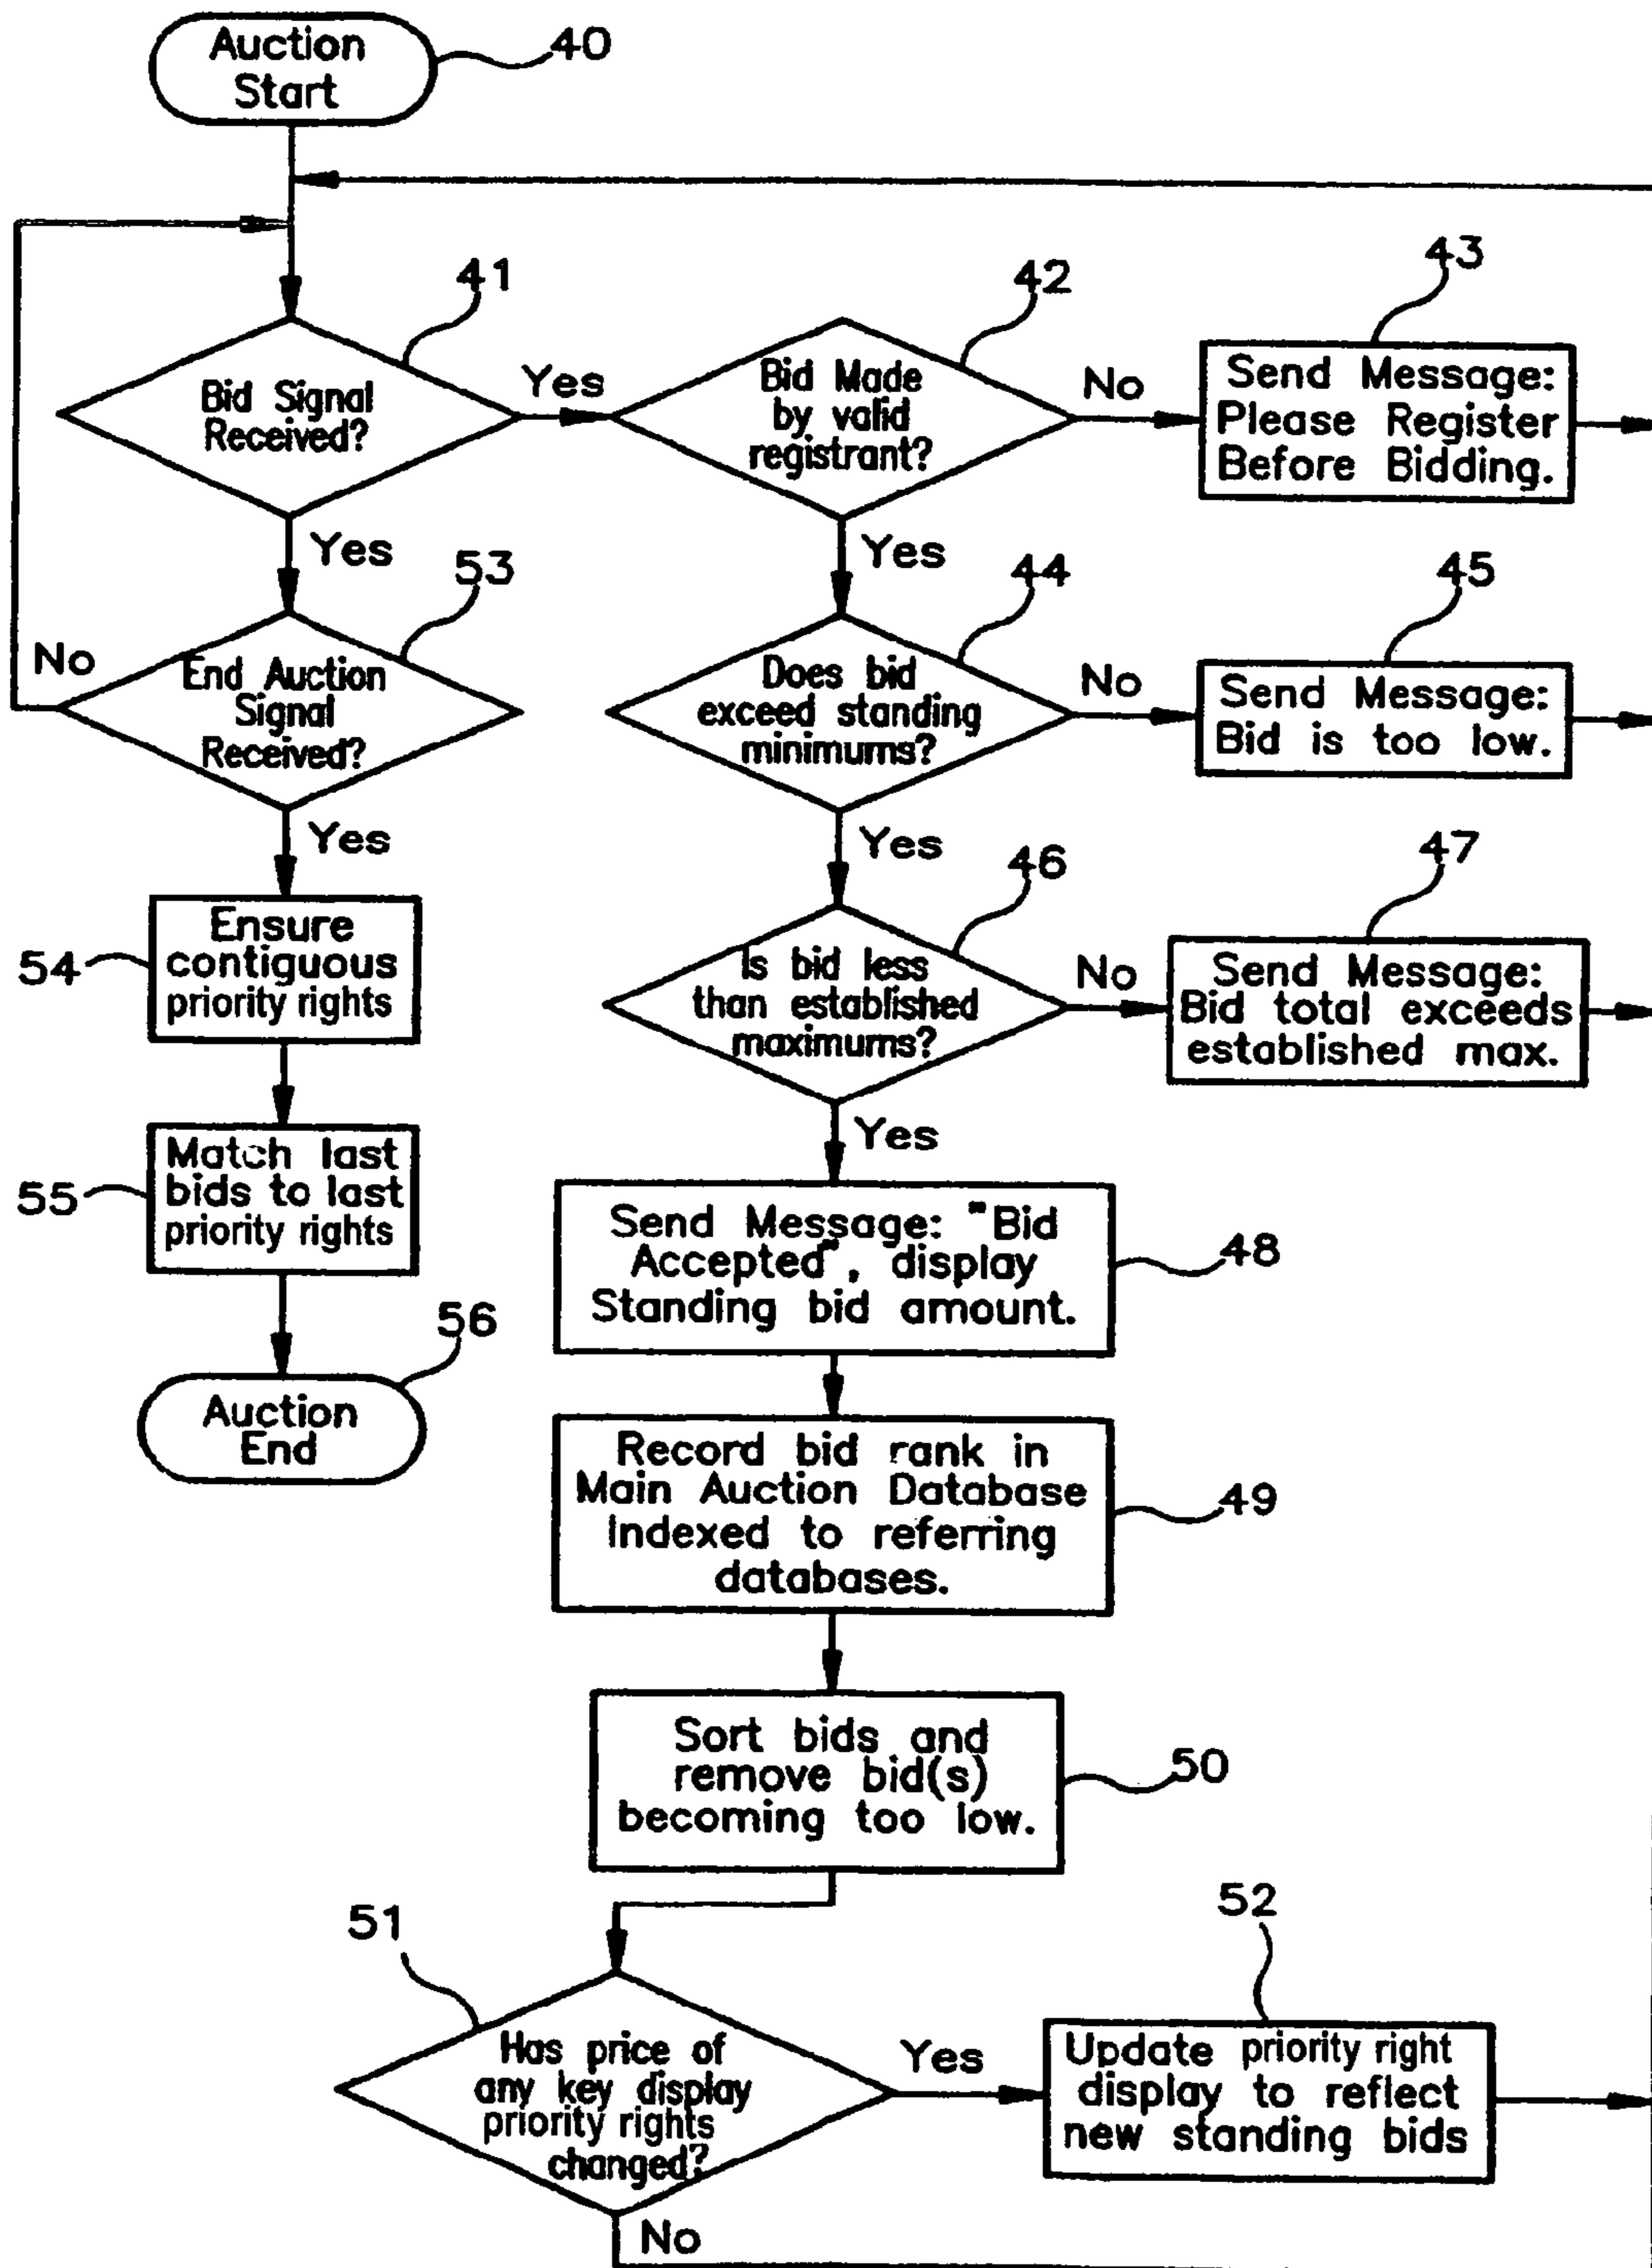 Auction
Start
40
41
Bid Signal
Received?
Yes
42
Bid Made
by valid
registrant?
No
43
Send Message:
Please Register
Before Bidding.
Yes
53
End Auction
Signal
Received?
No
Yes
44
Does bid
exceed standing
minimums?
No
45
Send Message:
Bid is too low.
Yes
54
Ensure
contiguous
priority rights
Yes
46
Is bid less
than established
maximums?
No
47
Send Message:
Bid total exceeds
established max.
55
Match last
bids to last
priority rights
Yes
48
Send Message: "Bid
Accepted", display
Standing bid amount.
56
Auction
End
49
Record bid rank in
Main Auction Database
Indexed to referring
databases.
50
Sort bids and
remove bid(s)
becoming too low.
51
Has price of
any key display
priority rights
changed?
Yes
52
Update priority right
display to reflect
new standing bids
No